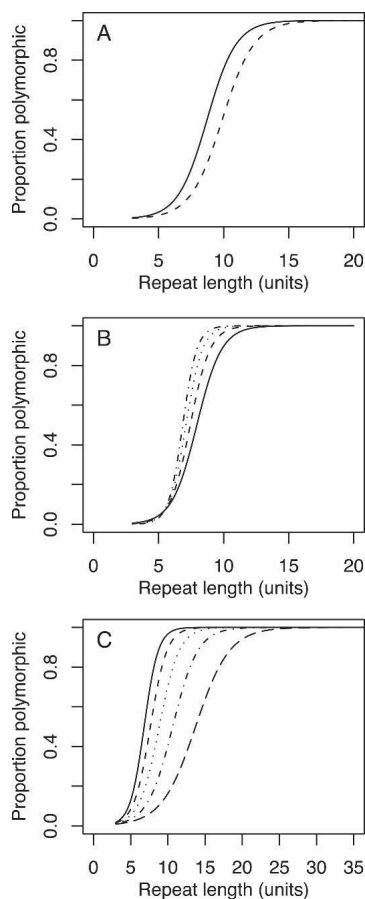 A
Proportion polymorphic
0.8
0.4
0.0
0 5 10 15 20
Repeat length (units)
B
Proportion polymorphic
0.8
0.4
0.0
0 5 10 15 20
Repeat length (units)
C
Proportion polymorphic
0.8
0.4
0.0
0 5 10 15 20 25 30 35
Repeat length (units)